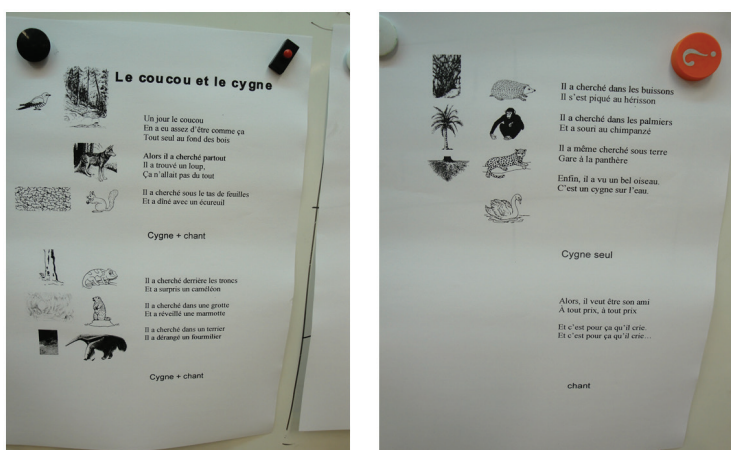 Le coucou et le cygne
Un jour le coucou
En a eu assez d'être comme ça
Tout seul au fond des bois
Alors il a cherché partout
Il a trouvé un loup,
Ça n'allait pas du tout
Il a cherché sous le tas de feuilles
Et a dîné avec un écureuil
Cygne + chant
Il a cherché derrière les troncs
Et a surpris un caméléon
Il a cherché dans une grotte
Et a réveillé une marmotte
Il a cherché dans un terrier
Il a dérangé un fourmilier
Cygne + chant
Il a cherché dans les buissons
Il s'est piqué au hérisson
Il a cherché dans les palmiers
Et a souri au chimpanzé
Il a même cherché sous terre
Gare à la panthère
Enfin, il a vu un bel oiseau.
C'est un cygne sur l'eau.
Cygne seul
Alors, il veut être son ami
À tout prix, à tout prix
Et c'est pour ça qu'il crie.
Et c'est pour ça qu'il crie...
chant
?